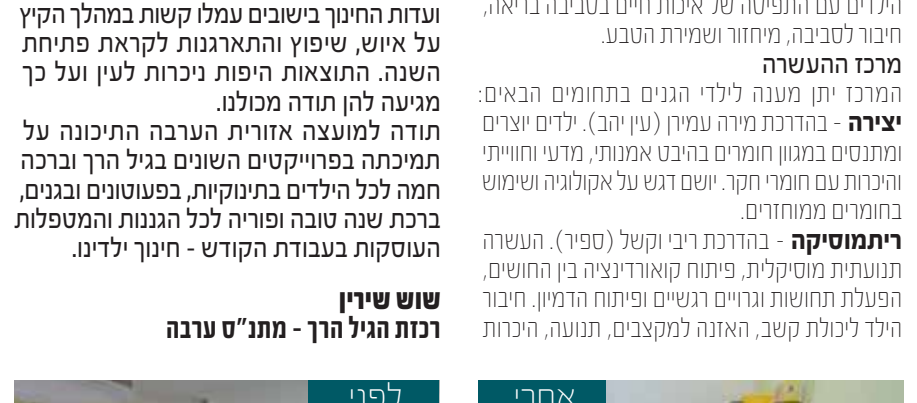 הילדים עם התפיסה של איכות חיים בסביבה בריאה,
חיבור לסביבה, מיחזור ושמירת הטבע.
מרכז ההעשרה
המרכז יתן מענה לילדי הגנים בתחומים הבאים:
יצירה - בהדרכת מירה עמירן (עין יהב). ילדים יוצרים
ומתנסים במגוון חומרים בהיבט אמנותי, מדעי וחווייתי
והיכרות עם חומרי חקר. יושם דגש על אקולוגיה ושימוש
בחומרים ממוחזרים.
ריתמוסיקה - בהדרכת ריבי וקשל (ספיר). העשרה
תנועתית מוסיקלית, פיתוח קואורדינציה בין החושים,
הפעלת תחושות וגרויים רגשיים ופיתוח הדמיון. חיבור
הילד ליכולת קשב, האזנה למקצבים, תנועה, היכרות
אחרי
ועדות החינוך בישובים עמלו קשות במהלך הקיץ
על איוש, שיפוץ והתארגנות לקראת פתיחת
השנה. התוצאות היפות ניכרות לעין ועל כך
מגיעה להן תודה מכולנו.
תודה למועצה אזורית הערבה התיכונה על
תמיכתה בפרוייקטים השונים בגיל הרך וברכה
חמה לכל הילדים בתינוקיות, בפעוטונים ובגנים,
ברכת שנה טובה ופוריה לכל הגננות והמטפלות
העוסקות בעבודת הקודש - חינוך ילדינו.
שוש שירין
רכזת הגיל הרך - מתנ"ס ערבה
לפני